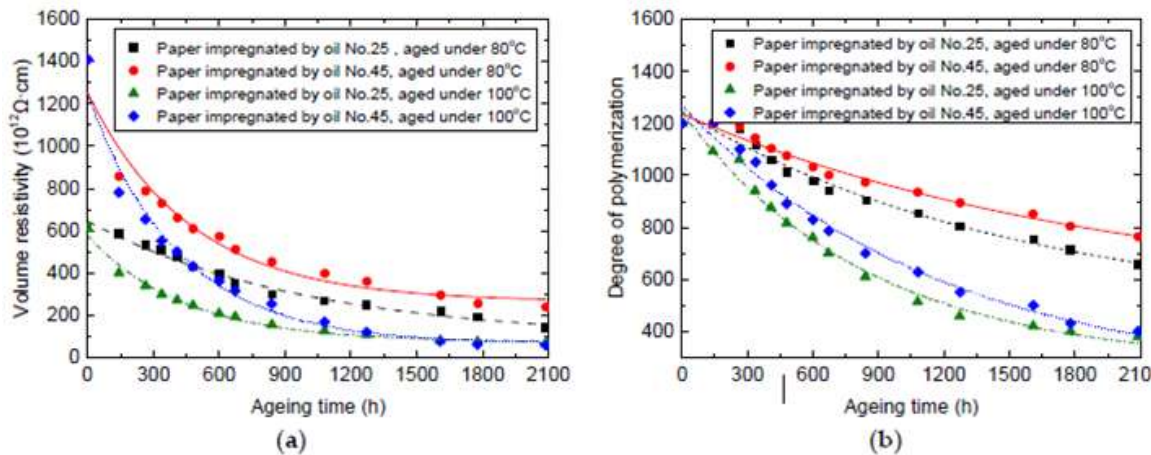 1600
1400
1200
1000
800
600
400
200
0
Volume resistivity (10¹²Ω·cm)
Paper impregnated by oil No.25 , aged under 80°C
Paper impregnated by oil No.45, aged under 80°C
Paper impregnated by oil No.25, aged under 100°C
Paper impregnated by oil No.45, aged under 100°C
0 300 600 900 1200 1500 1800 2100
Ageing time (h)
(a)
1600
1400
1200
1000
800
600
400
Degree of polymerization
Paper impregnated by oil No.25, aged under 80°C
Paper impregnated by oil No.45, aged under 80°C
Paper impregnated by oil No.25, aged under 100°C
Paper impregnated by oil No.45, aged under 100°C
0 300 600 900 1200 1500 1800 2100
Ageing time (h)
(b)